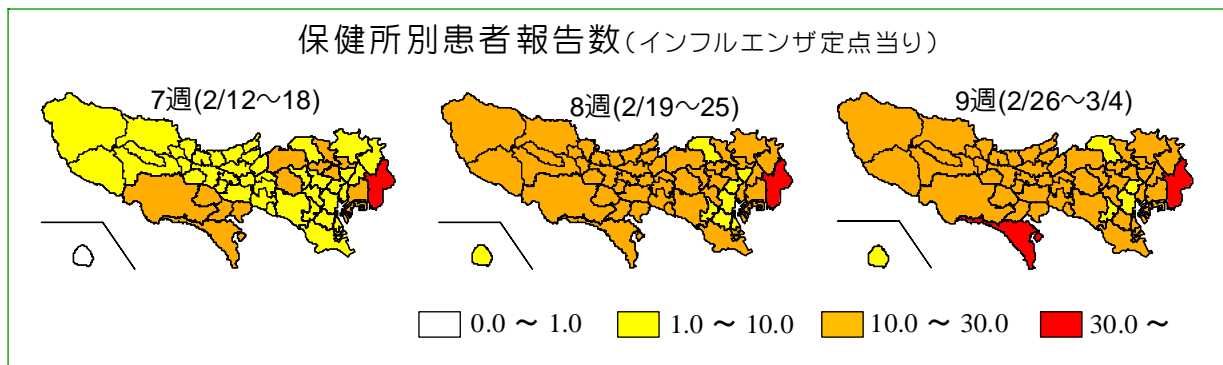 保健所別患者報告数(インフルエンザ定点当り)
7週(2/12～18)
8週(2/19～25)
9週(2/26～3/4)
0.0 ～ 1.0
1.0 ～ 10.0
10.0 ～ 30.0
30.0 ～